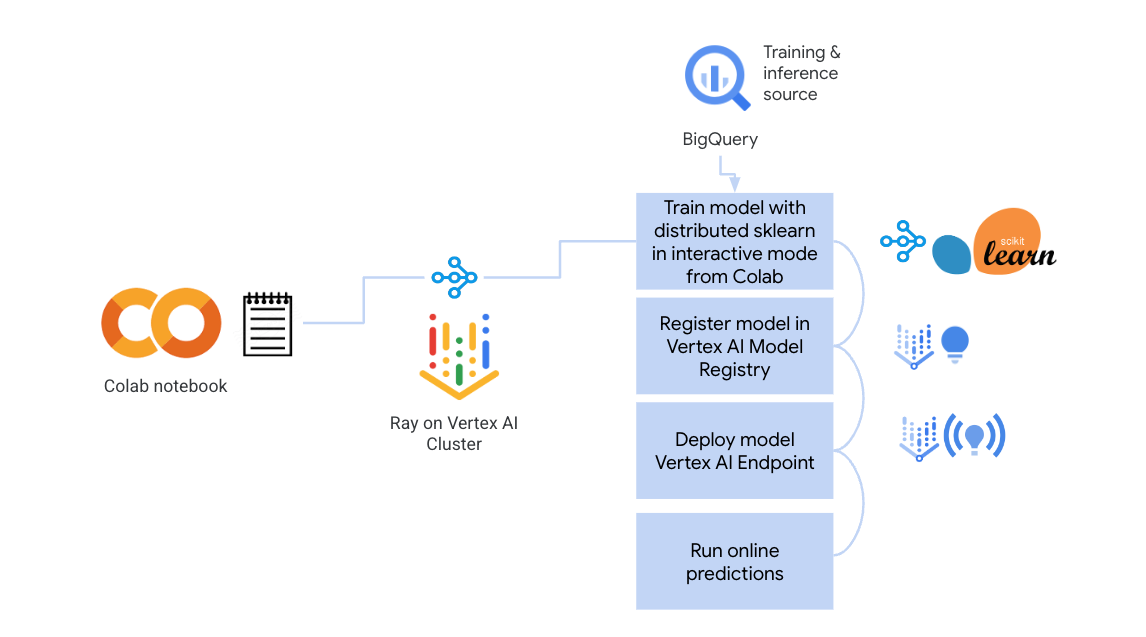 Training &
inference
source
BigQuery
Train model with
distributed sklearn
in interactive mode
from Colab
scikit
learn
Colab notebook
Ray on Vertex AI
Cluster
Register model in
Vertex AI Model
Registry
Deploy model
Vertex AI Endpoint
Run online
predictions